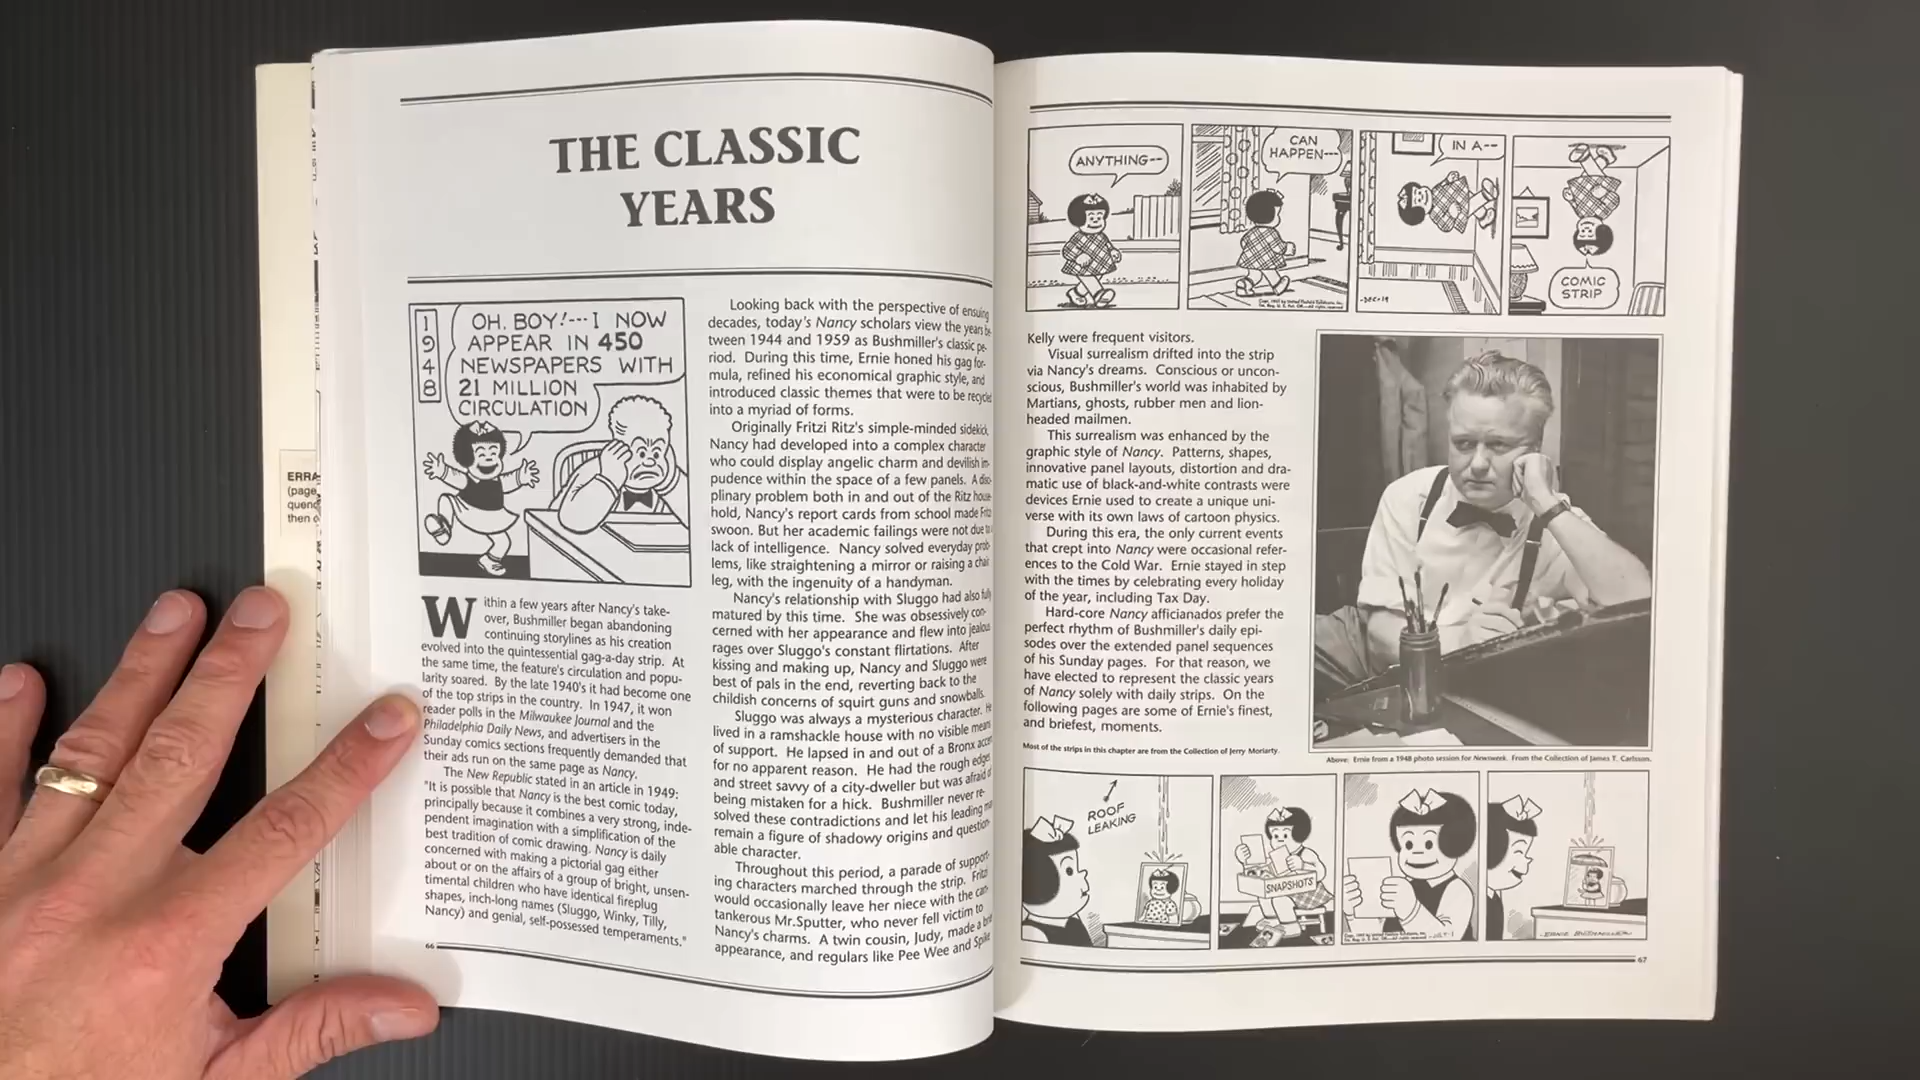 THE CLASSIC
YEARS
1948
OH, BOY!---I NOW
APPEAR IN 450
NEWSPAPERS WITH
21 MILLION
CIRCULATION
Within a few years after Nancy's take-
over, Bushmiller began abandoning
continuing storylines as his creation
evolved into the quintessential gag-a-day strip. At
the same time, the feature's circulation and popu-
larity soared. By the late 1940's it had become one
of the top strips in the country. In 1947, it won
reader polls in the Milwaukee Journal and the
Philadelphia Daily News, and advertisers in the
Sunday comics sections frequently demanded that
their ads run on the same page as Nancy.
The New Republic stated in an article in 1949:
"It is possible that Nancy is the best comic today,
principally because it combines a very strong, inde-
pendent imagination with a simplification of the
best tradition of comic drawing. Nancy is daily
concerned with making a pictorial gag either
about or on the affairs of a group of bright, unsen-
timental children who have identical fireplug
shapes, inch-long names (Sluggo, Winky, Tilly,
Nancy) and genial, self-possessed temperaments."
66
Looking back with the perspective of ensuing
decades, today's Nancy scholars view the years be-
tween 1944 and 1959 as Bushmiller's classic pe-
riod. During this time, Ernie honed his gag for-
mula, refined his economical graphic style, and
introduced classic themes that were to be recycled
into a myriad of forms.
Originally Fritzi Ritz's simple-minded sidekick,
Nancy had developed into a complex character
who could display angelic charm and devilish im-
pudence within the space of a few panels. A disci-
plinary problem both in and out of the Ritz house-
hold, Nancy's report cards from school made Fritzi
swoon. But her academic failings were not due to
lack of intelligence. Nancy solved everyday prob-
lems, like straightening a mirror or raising a chair
leg, with the ingenuity of a handyman.
Nancy's relationship with Sluggo had also fully
matured by this time. She was obsessively con-
cerned with her appearance and flew into jealous
rages over Sluggo's constant flirtations. After
kissing and making up, Nancy and Sluggo were
best of pals in the end, reverting back to the
childish concerns of squirt guns and snowballs.
Sluggo was always a mysterious character. He
lived in a ramshackle house with no visible means
of support. He lapsed in and out of a Bronx accent
for no apparent reason. He had the rough edges
and street savvy of a city-dweller but was afraid of
being mistaken for a hick. Bushmiller never re-
solved these contradictions and let his leading man
remain a figure of shadowy origins and question-
able character.
Throughout this period, a parade of support-
ing characters marched through the strip. Fritzi
would occasionally leave her niece with the can-
tankerous Mr.Sputter, who never fell victim to
Nancy's charms. A twin cousin, Judy, made a brief
appearance, and regulars like Pee Wee and Spike
ERRA
(page
quenc
then
ANYTHING--
CAN
HAPPEN---
IN A--
COMIC
STRIP
-DEC-19
Kelly were frequent visitors.
Visual surrealism drifted into the strip
via Nancy's dreams. Conscious or uncon-
scious, Bushmiller's world was inhabited by
Martians, ghosts, rubber men and lion-
headed mailmen.
This surrealism was enhanced by the
graphic style of Nancy. Patterns, shapes,
innovative panel layouts, distortion and dra-
matic use of black-and-white contrasts were
devices Ernie used to create a unique uni-
verse with its own laws of cartoon physics.
During this era, the only current events
that crept into Nancy were occasional refer-
ences to the Cold War. Ernie stayed in step
with the times by celebrating every holiday
of the year, including Tax Day.
Hard-core Nancy afficianados prefer the
perfect rhythm of Bushmiller's daily epi-
sodes over the extended panel sequences
of his Sunday pages. For that reason, we
have elected to represent the classic years
of Nancy solely with daily strips. On the
following pages are some of Ernie's finest,
and briefest, moments.
Most of the strips in this chapter are from the Collection of Jerry Moriarty.
Above: Ernie from a 1948 photo session for Newsweek. From the Collection of James T. Carlsson.
ROOF
LEAKING
SNAPSHOTS
-ERNIE BUSHMILLER-
67